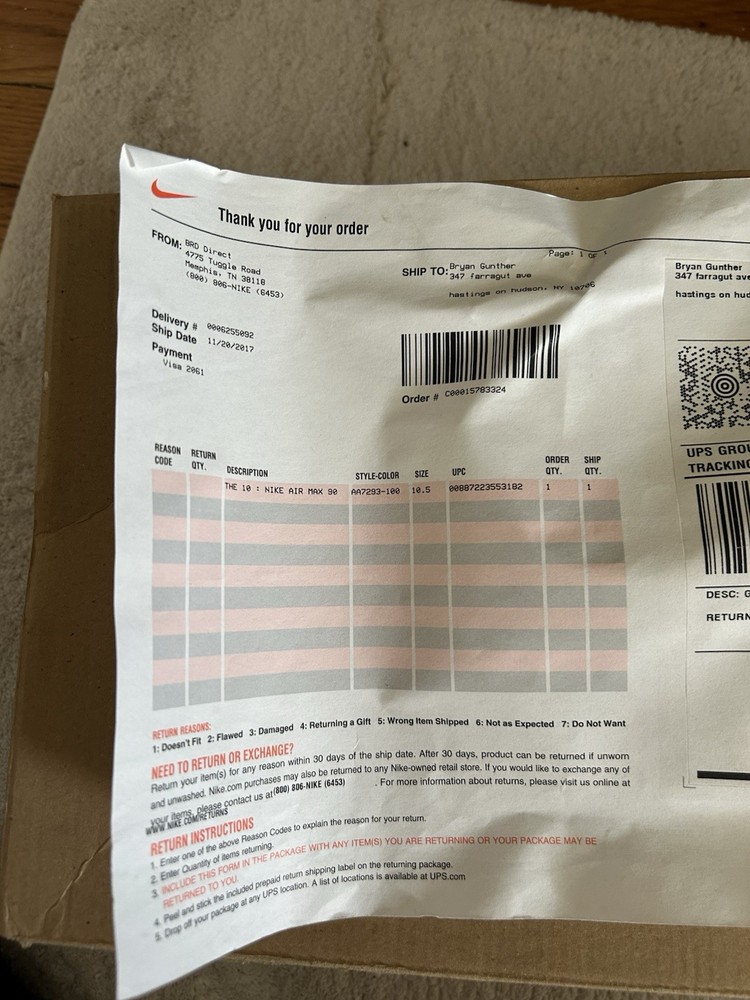 Thank you for your order
Page: 1 OF 1
FROM: BRD Direct
4775 Tuggle Road
Memphis, TN 38118
(800) 806-NIKE (6453)
SHIP TO: Bryan Gunther
347 farragut ave
hastings on hudson, NY 10706
Delivery # 0006255092
Ship Date 11/20/2017
Payment
Visa 2061
Order # C00015783324
REASON CODE RETURN QTY. DESCRIPTION STYLE-COLOR SIZE UPC ORDER QTY. SHIP QTY.
THE 10 : NIKE AIR MAX 90 AA7293-100 10.5 00887223553182 1 1
RETURN REASONS:
1: Doesn't Fit 2: Flawed 3: Damaged 4: Returning a Gift 5: Wrong Item Shipped 6: Not as Expected 7: Do Not Want
NEED TO RETURN OR EXCHANGE?
Return your item(s) for any reason within 30 days of the ship date. After 30 days, product can be returned if unworn
and unwashed. Nike.com purchases may also be returned to any Nike-owned retail store. If you would like to exchange any of
your items, please contact us at (800) 806-NIKE (6453) . For more information about returns, please visit us online at
WWW.NIKE.COM/RETURNS
RETURN INSTRUCTIONS
1. Enter one of the above Reason Codes to explain the reason for your return.
2. Enter Quantity of items returning.
3. INCLUDE THIS FORM IN THE PACKAGE WITH ANY ITEM(S) YOU ARE RETURNING OR YOUR PACKAGE MAY BE
RETURNED TO YOU.
4. Peel and stick the included prepaid return shipping label on the returning package.
5. Drop off your package at any UPS location. A list of locations is available at UPS.com
Bryan Gunther
347 farragut ave
hastings on hud
UPS GROU
TRACKING
DESC: G
RETURN